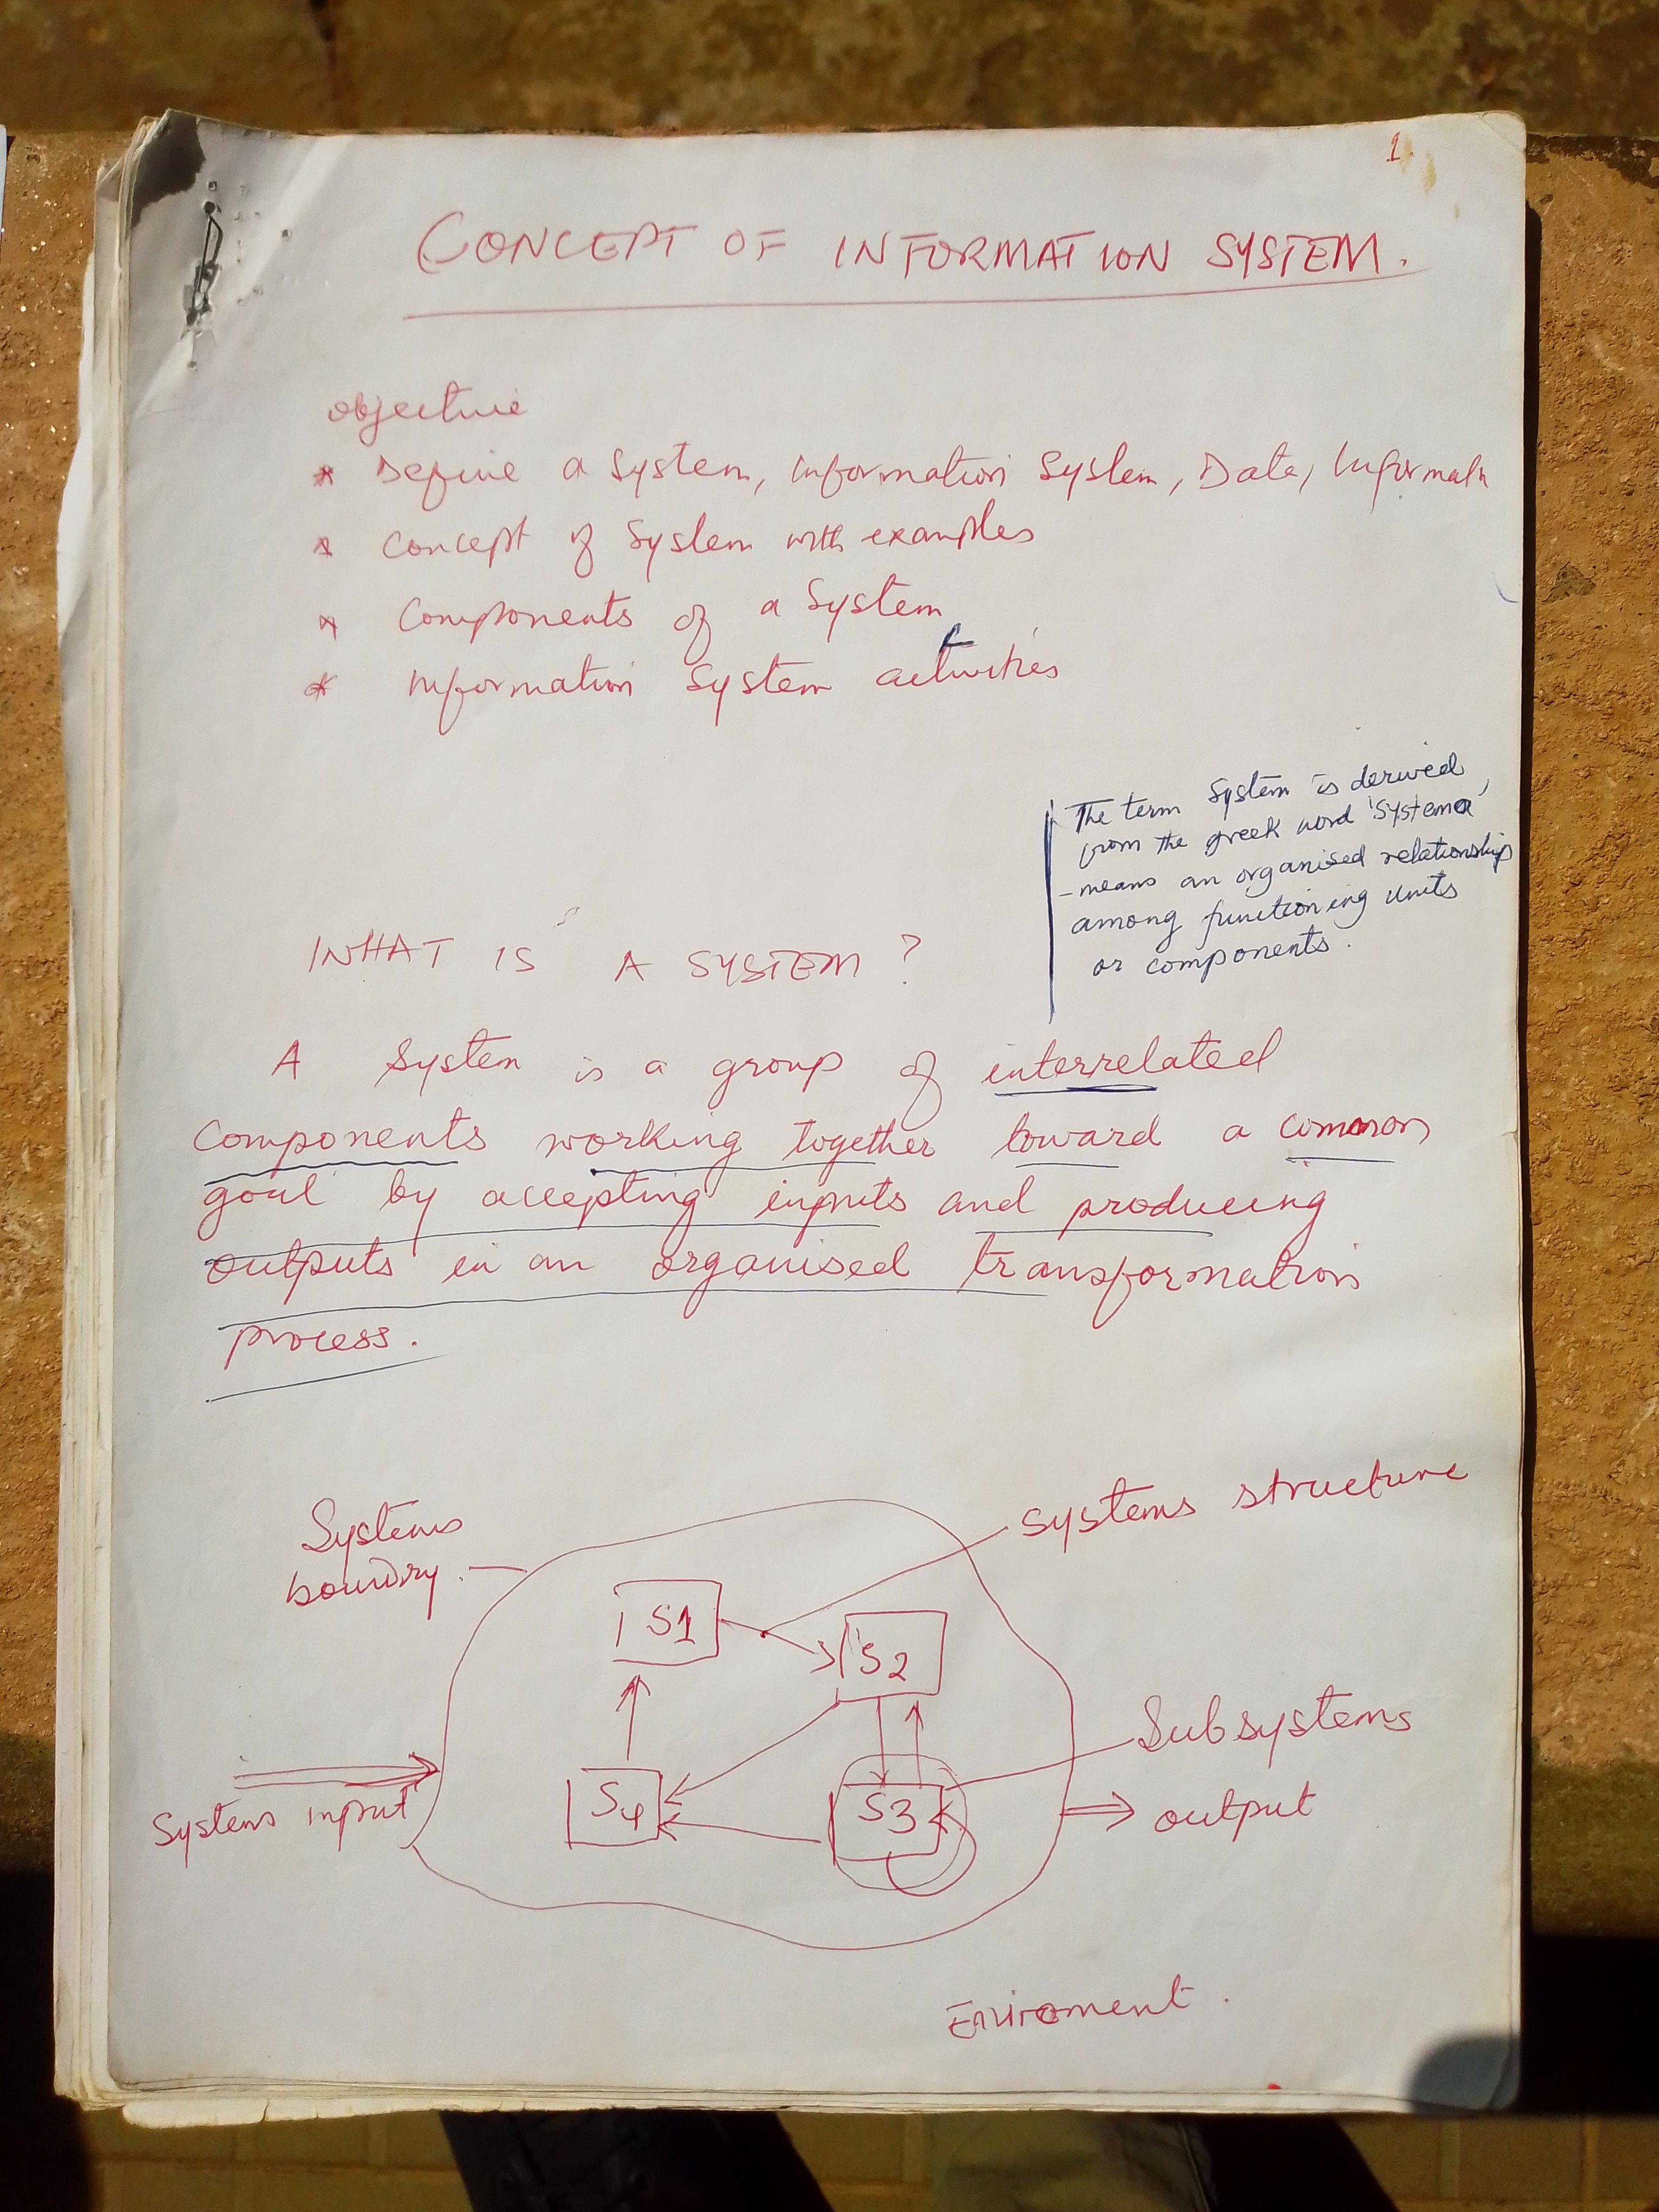 1.
CONCEPT OF INFORMATION SYSTEM.
objective
* Define a System, Information System, Data, Informatn
* Concept of System with examples
* Components of a System
* Information System activities
The term System is derived
from the greek word 'Systema'
- means an organised relationship
among functioning units
or components.
WHAT IS A SYSTEM?
A System is a group of interrelated
components working together toward a common
goal by accepting inputs and producing
outputs in an organised transformation
process.
Systems structure
Systems
boundry
S1
S2
Subsystems
S4
S3
Systems input
output
Enviroment.